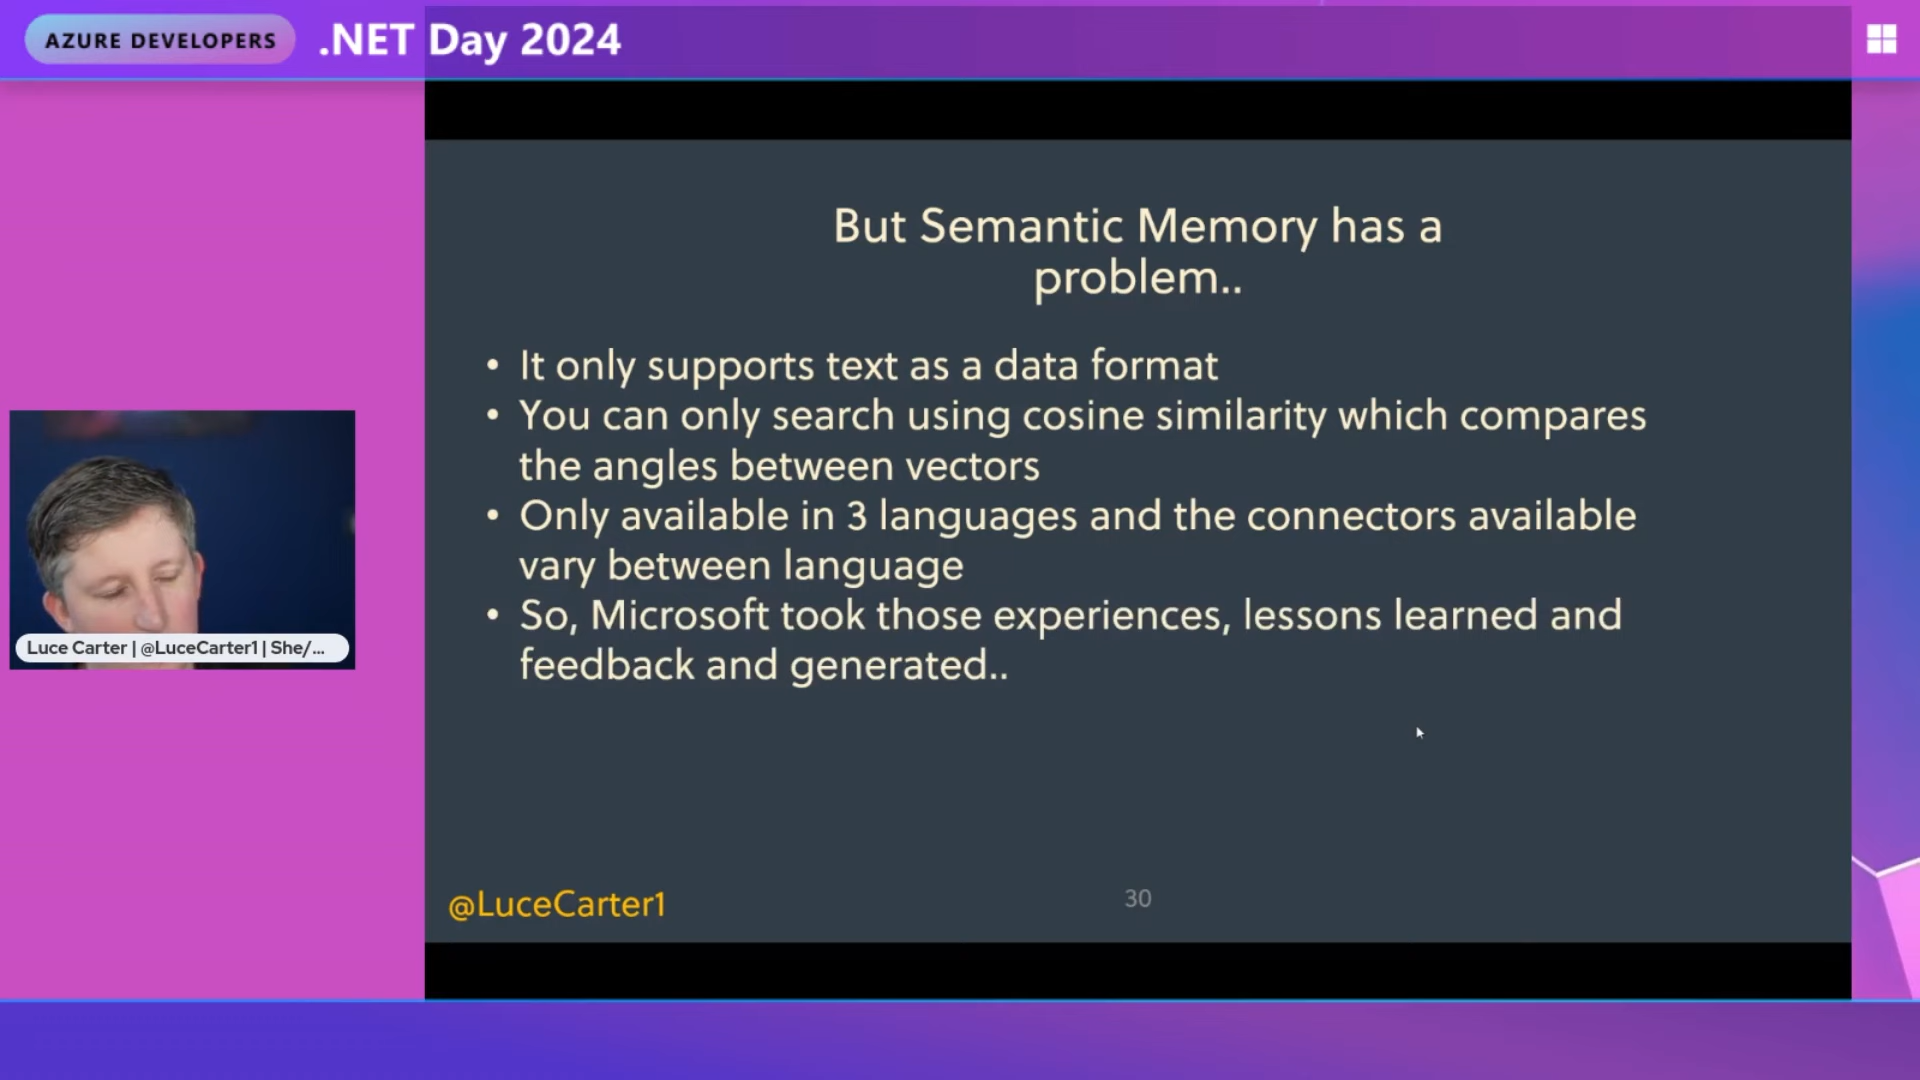 AZURE DEVELOPERS .NET Day 2024
But Semantic Memory has a
problem..
• It only supports text as a data format
• You can only search using cosine similarity which compares
the angles between vectors
• Only available in 3 languages and the connectors available
vary between language
• So, Microsoft took those experiences, lessons learned and
feedback and generated..
Luce Carter | @LuceCarter1 | She/...
@LuceCarter1
30